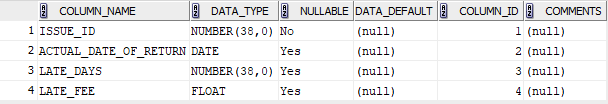 COLUMN_NAME DATA_TYPE NULLABLE DATA_DEFAULT COLUMN_ID COMMENTS
1 ISSUE_ID NUMBER(38,0) No (null) 1 (null)
2 ACTUAL_DATE_OF_RETURN DATE Yes (null) 2 (null)
3 LATE_DAYS NUMBER(38,0) Yes (null) 3 (null)
4 LATE_FEE FLOAT Yes (null) 4 (null)